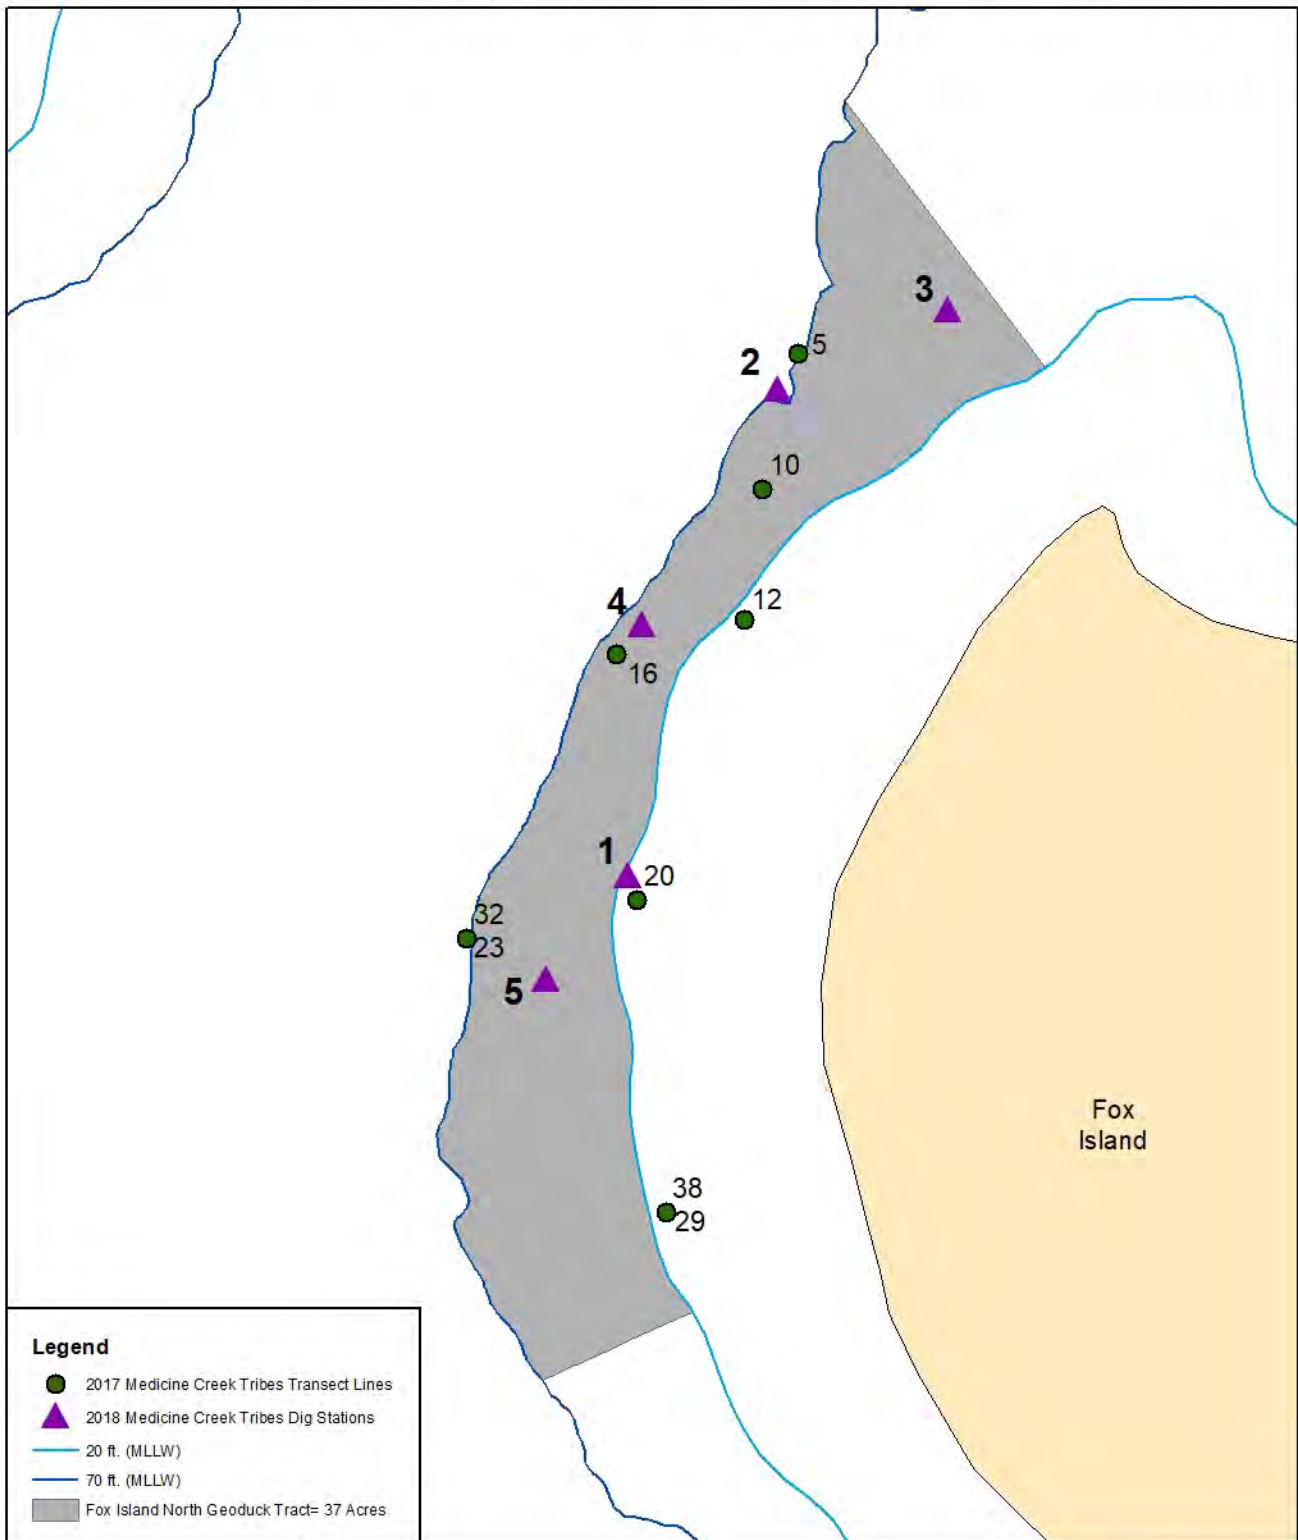 3
5
2
10
12
4
16
1
20
32
23
5
38
29
Fox
Island
Legend
2017 Medicine Creek Tribes Transect Lines
2018 Medicine Creek Tribes Dig Stations
20 ft. (MLLW)
70 ft. (MLLW)
Fox Island North Geoduck Tract= 37 Acres